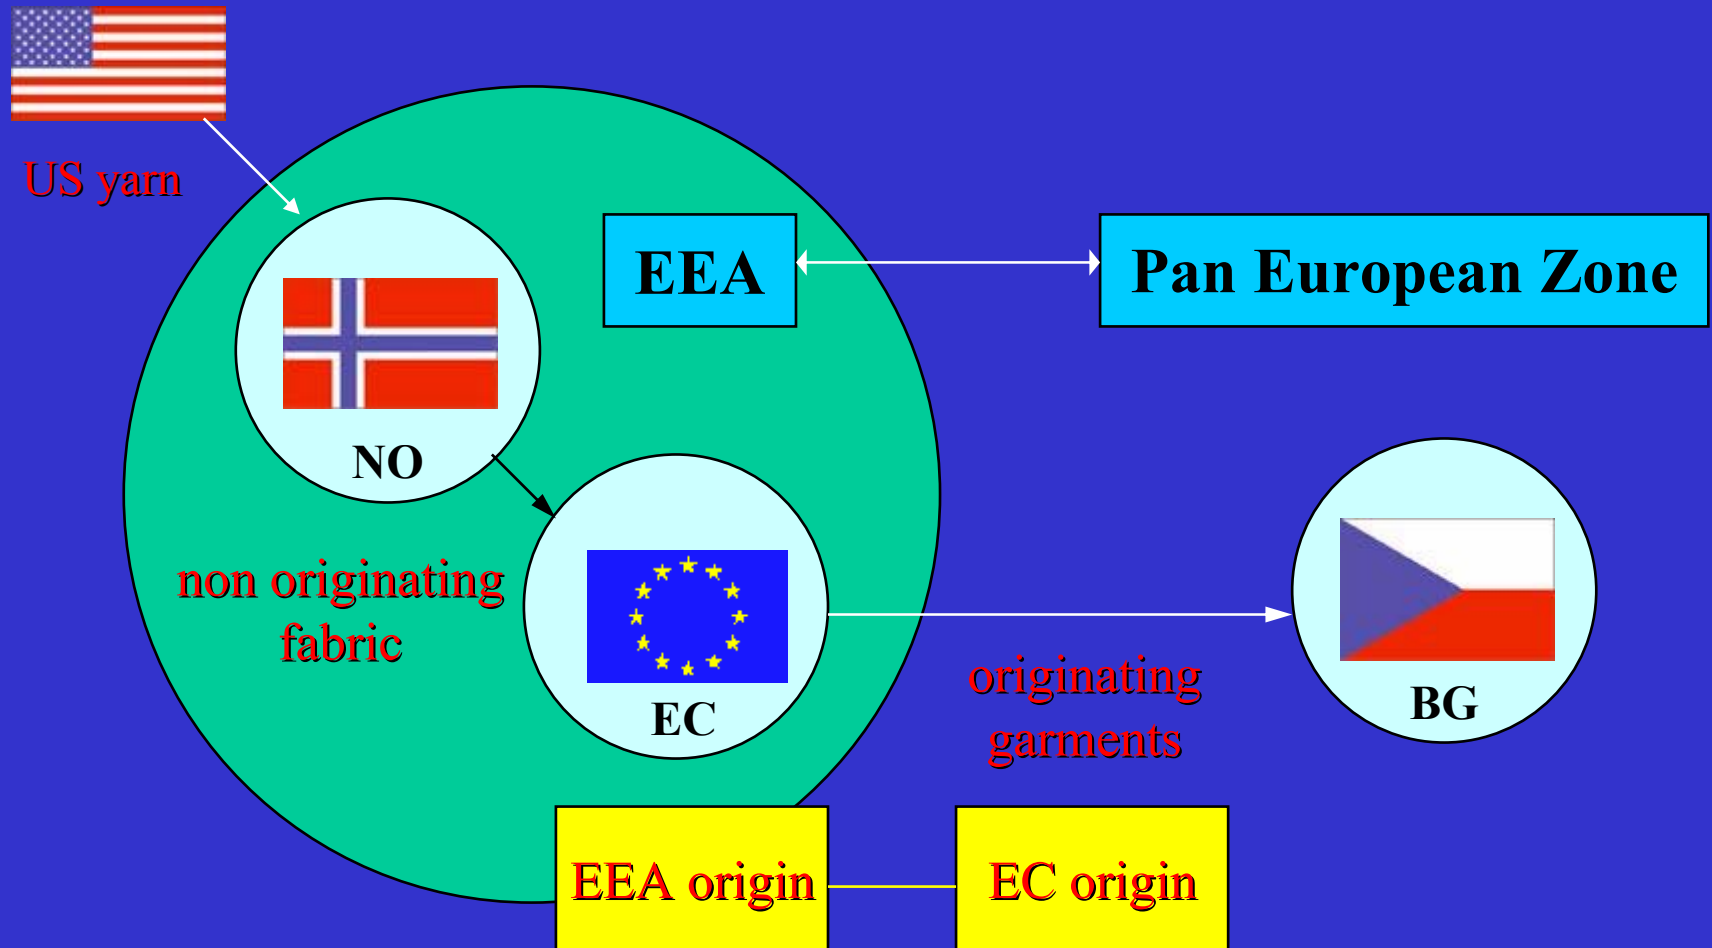 US yarn
EEA
Pan European Zone
NO
non originating
fabric
EC
originating
garments
BG
EEA origin
EC origin